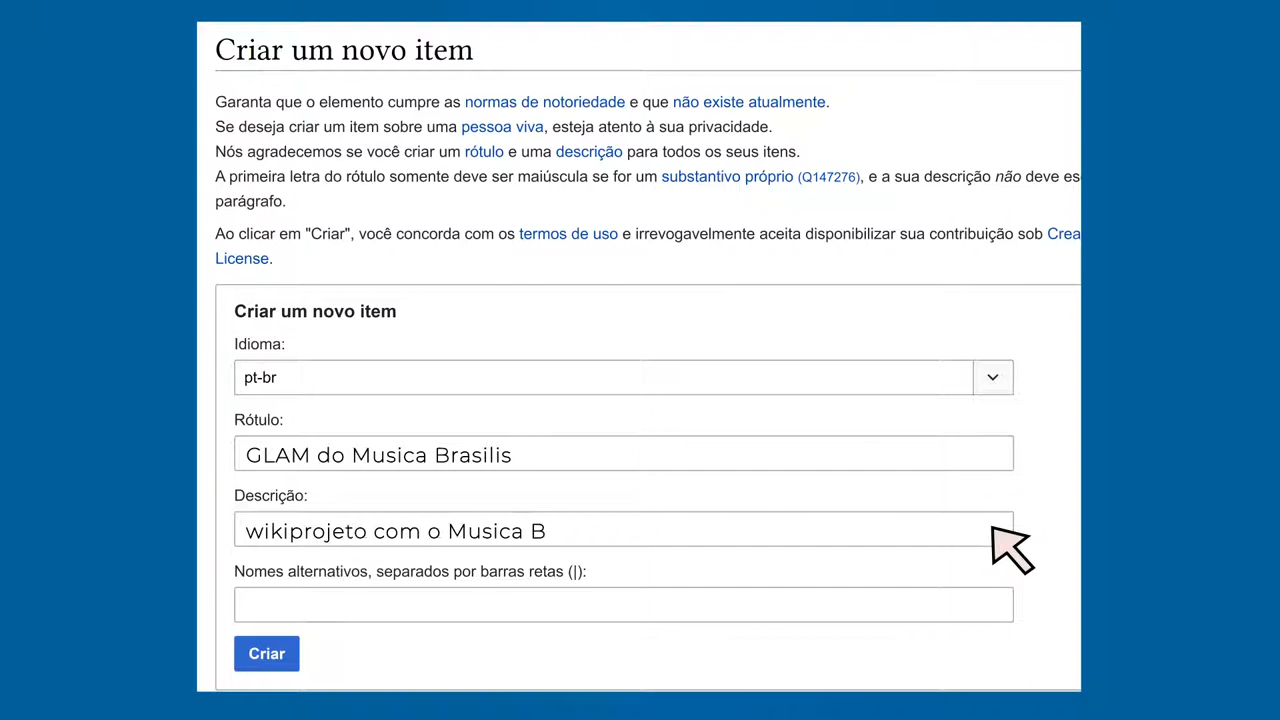 Criar um novo item
Garanta que o elemento cumpre as normas de notoriedade e que não existe atualmente.
Se deseja criar um item sobre uma pessoa viva, esteja atento à sua privacidade.
Nós agradecemos se você criar um rótulo e uma descrição para todos os seus itens.
A primeira letra do rótulo somente deve ser maiúscula se for um substantivo próprio (Q147276), e a sua descrição não deve es
parágrafo.
Ao clicar em "Criar", você concorda com os termos de uso e irrevogavelmente aceita disponibilizar sua contribuição sob Crea
License.
Criar um novo item
Idioma:
pt-br
Rótulo:
GLAM do Musica Brasilis
Descrição:
wikiprojeto com o Musica B
Nomes alternativos, separados por barras retas (|):
Criar